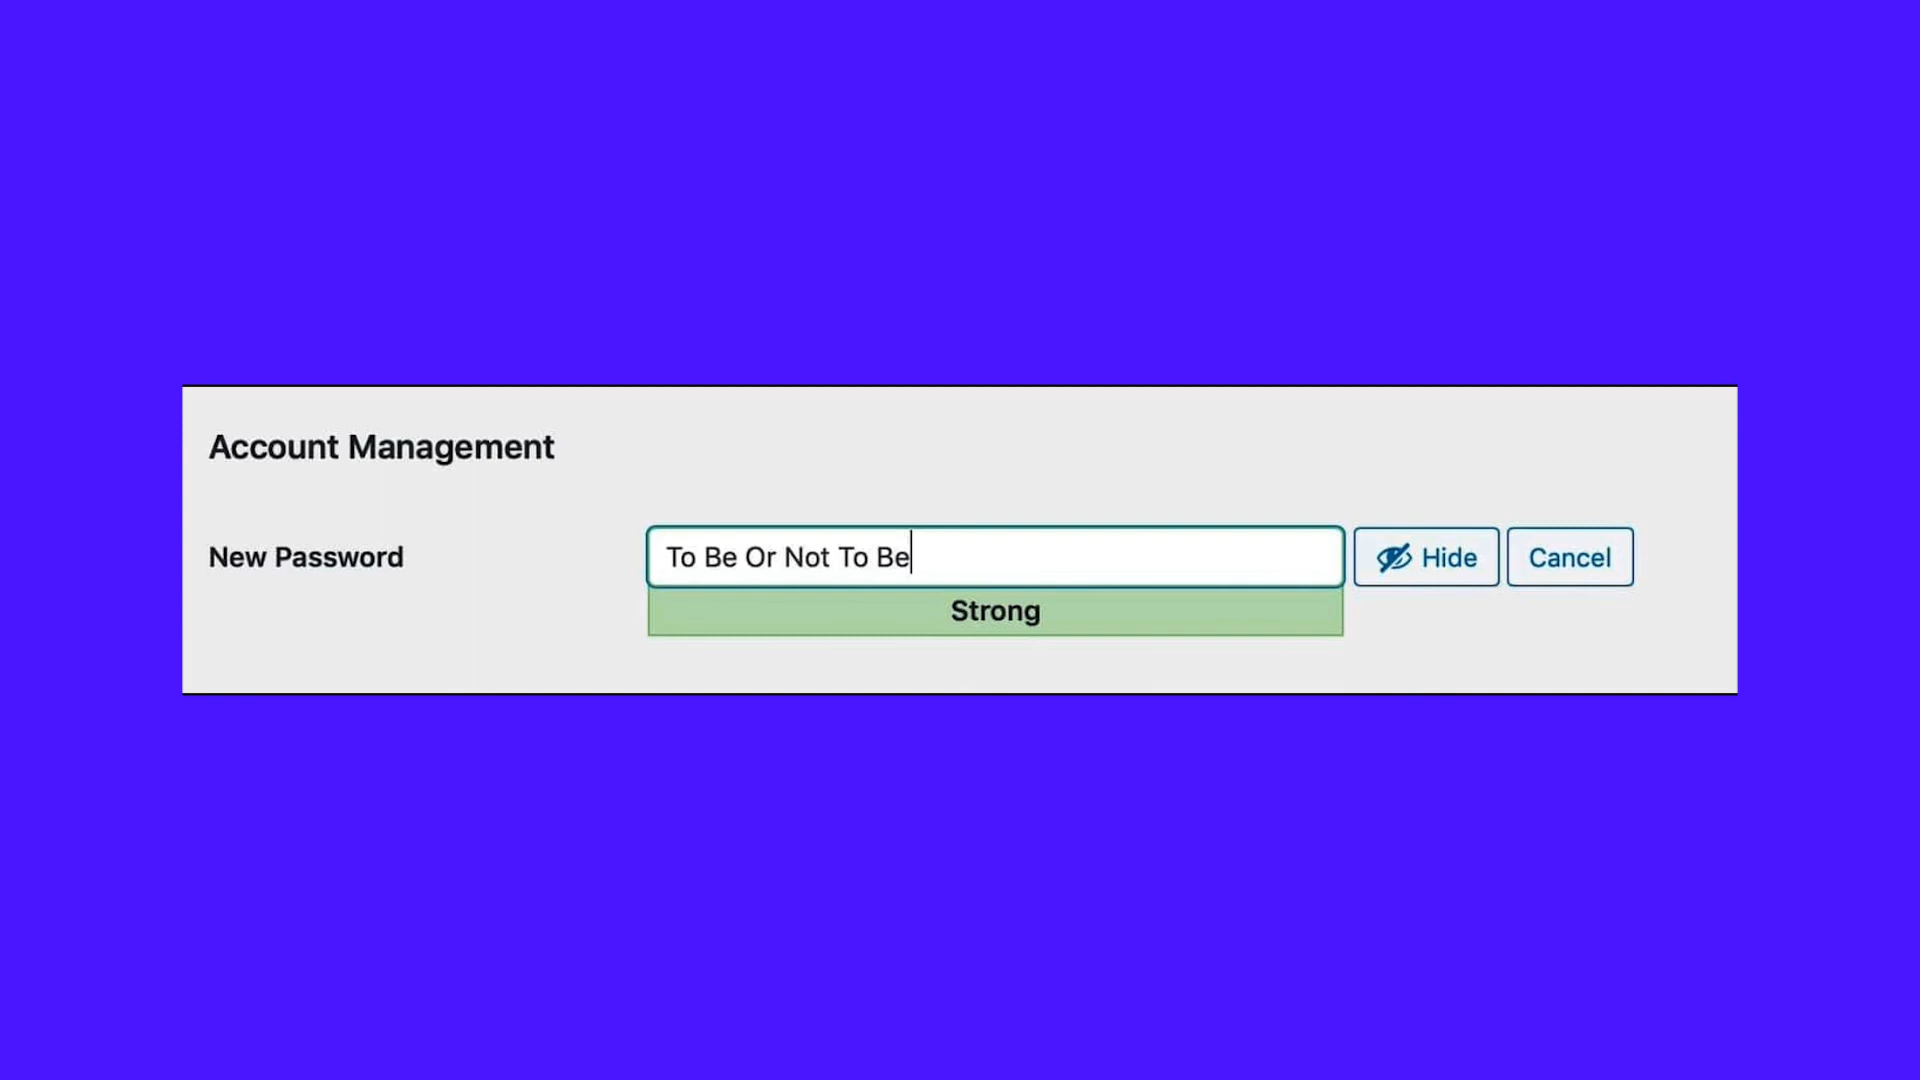 Account Management
New Password
To Be Or Not To Be
Hide
Cancel
Strong